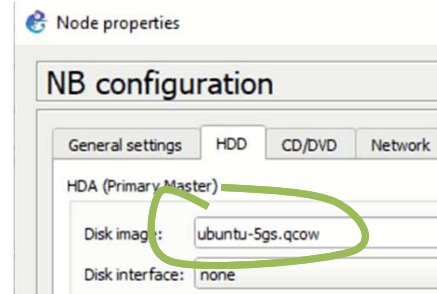 Node properties
NB configuration
General settings HDD CD/DVD Network
HDA (Primary Master)
Disk image: ubuntu-5gs.qcow
Disk interface: none